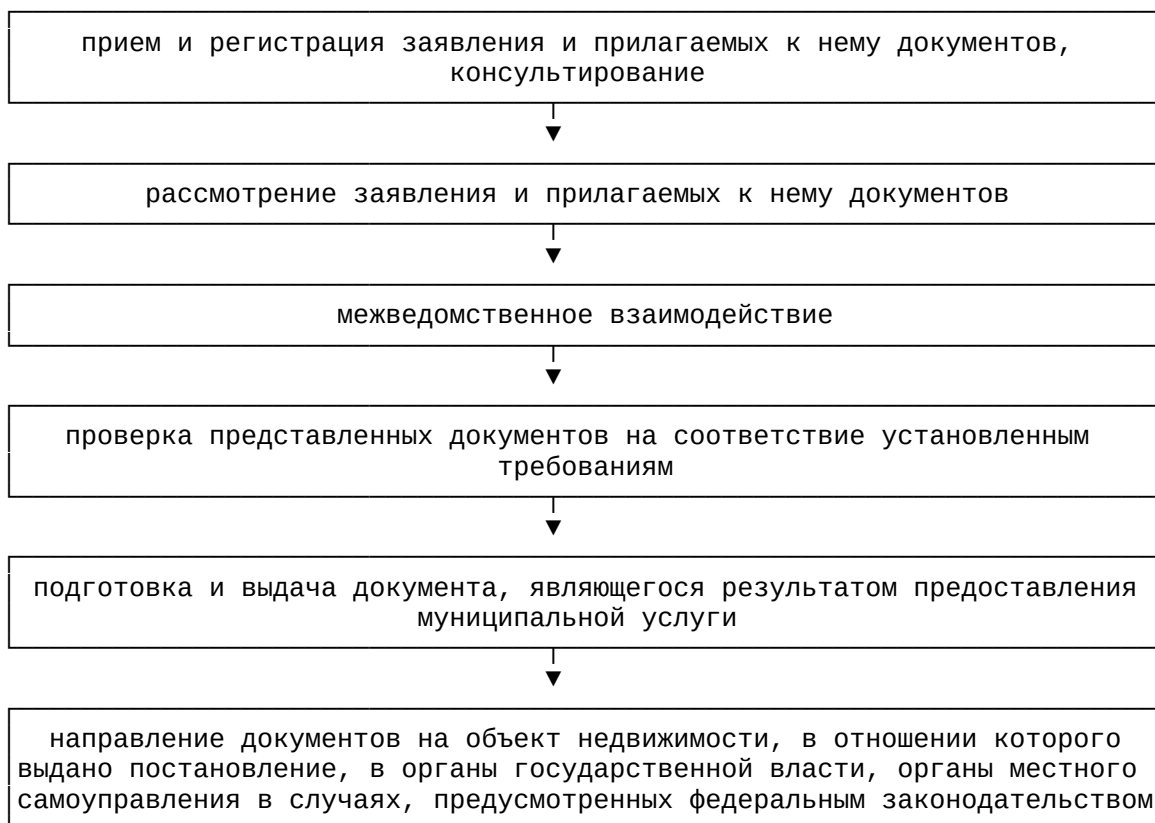 прием и регистрация заявления и прилагаемых к нему документов,
консультирование
рассмотрение заявления и прилагаемых к нему документов
межведомственное взаимодействие
проверка представленных документов на соответствие установленным
требованиям
подготовка и выдача документа, являющегося результатом предоставления
муниципальной услуги
направление документов на объект недвижимости, в отношении которого
выдано постановление, в органы государственной власти, органы местного
самоуправления в случаях, предусмотренных федеральным законодательством